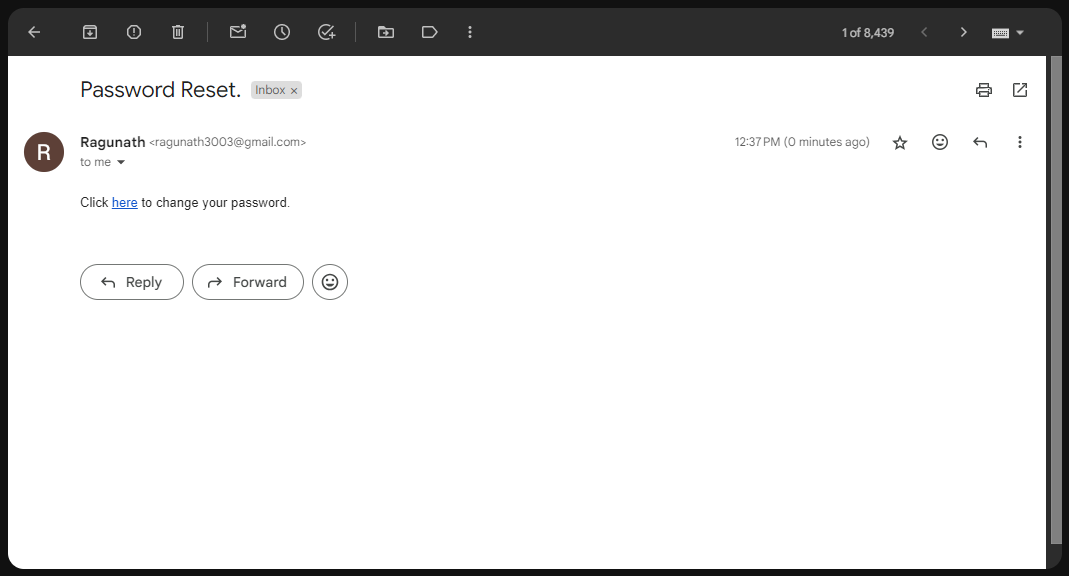 1 of 8,439
Password Reset. Inbox ×
R
Ragunath <ragunath3003@gmail.com> 12:37 PM (0 minutes ago)
to me
Click here to change your password.
Reply Forward